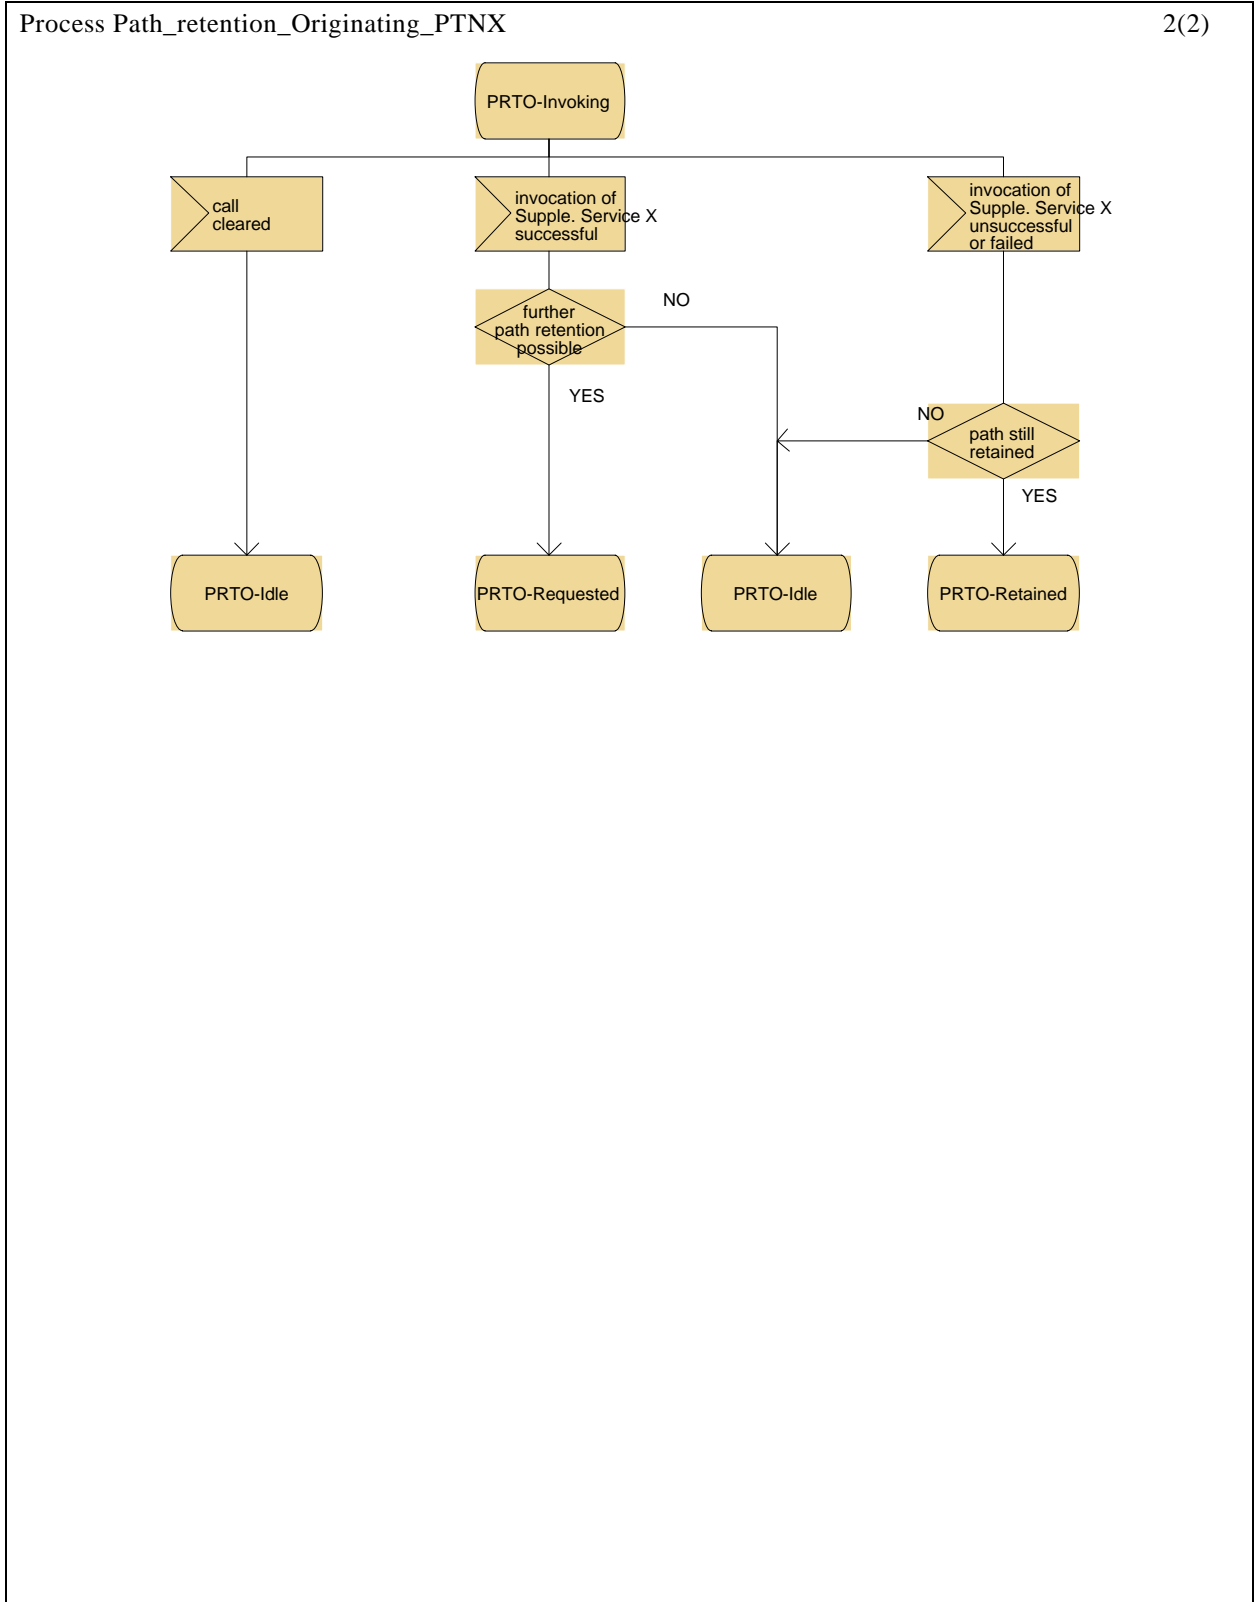 Process Path_retention_Originating_PTNX 2(2)
PRTO-Invoking
call
cleared
invocation of
Supple. Service X
successful
invocation of
Supple. Service X
unsuccessful
or failed
further
path retention
possible
NO
YES
NO
path still
retained
YES
PRTO-Idle
PRTO-Requested
PRTO-Idle
PRTO-Retained